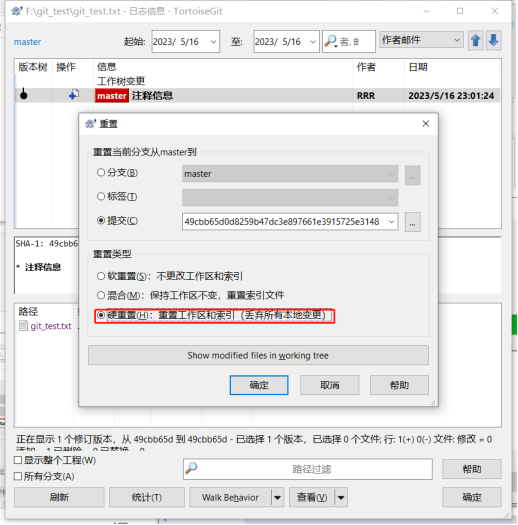 F:\git_test\git_test.txt - 日志信息 - TortoiseGit
master
起始:
2023/ 5/16
至:
2023/ 5/16
作者邮件
版本树 操作 信息 作者 日期
工作树变更
master 注释信息 RRR 2023/5/16 23:01:24
重置
重置当前分支从master到
分支(B)
master
...
标签(T)
提交(C)
49cbb65d0d8259b47dc3e897661e3915725e3148
...
SHA-1: 49cbb6
* 注释信息
重置类型
软重置(S): 不更改工作区和索引
混合(M): 保持工作区不变，重置索引文件
硬重置(H): 重置工作区和索引（丢弃所有本地变更）
路径
git_test.txt
Show modified files in working tree
确定
取消
帮助
正在显示 1 个修订版本，从 49cbb65d 到 49cbb65d - 已选择 1 个版本，已选择 0 个文件; 行: 1(+) 0(-) 文件: 修改 = 0
显示整个工程(W)
所有分支(A)
路径过滤
帮助
刷新
统计(T)
Walk Behavior
查看(V)
确定